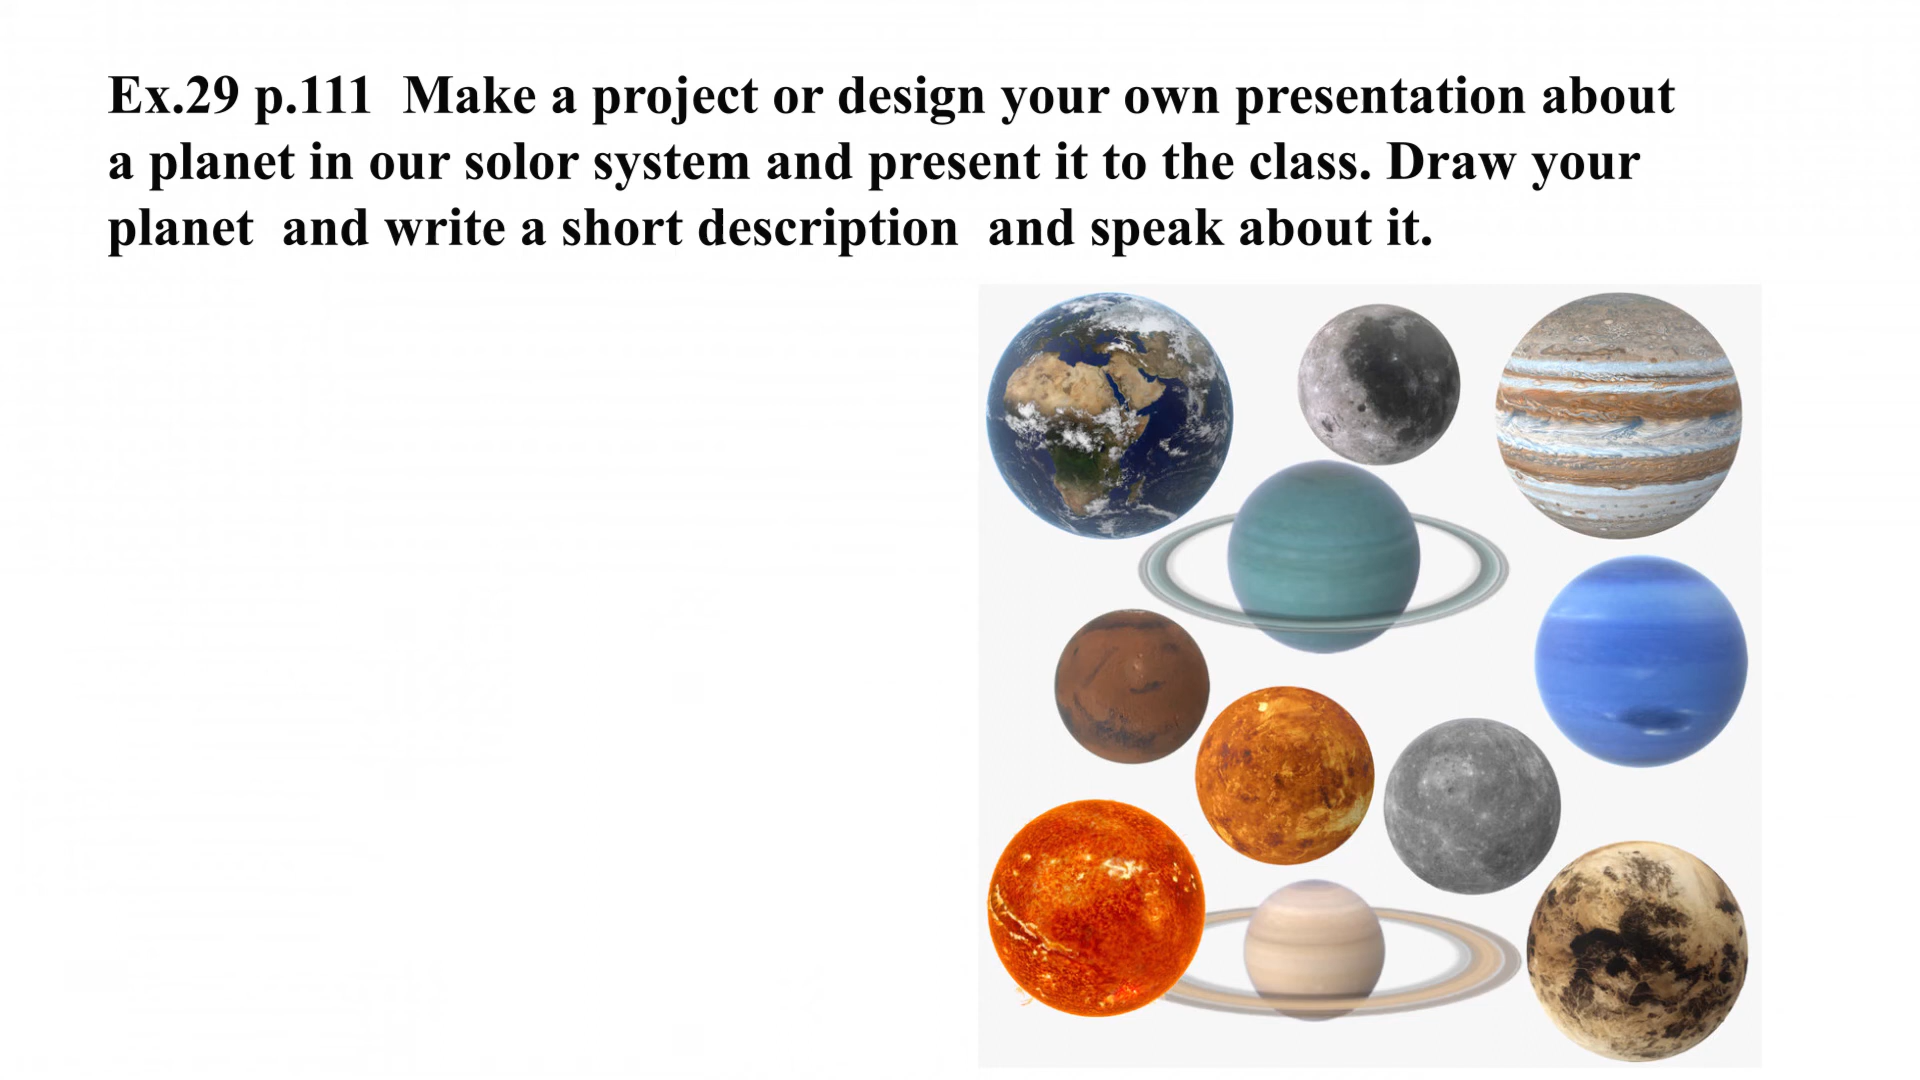 Ex.29 p.111  Make a project or design your own presentation about
a planet in our solor system and present it to the class. Draw your
planet  and write a short description  and speak about it.